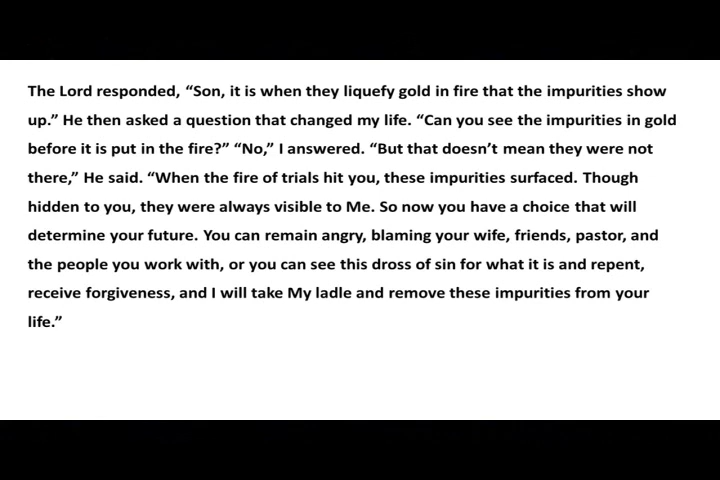 The Lord responded, “Son, it is when they liquefy gold in fire that the impurities show
up.” He then asked a question that changed my life. “Can you see the impurities in gold
before it is put in the fire?” “No,” I answered. “But that doesn’t mean they were not
there,” He said. “When the fire of trials hit you, these impurities surfaced. Though
hidden to you, they were always visible to Me. So now you have a choice that will
determine your future. You can remain angry, blaming your wife, friends, pastor, and
the people you work with, or you can see this dross of sin for what it is and repent,
receive forgiveness, and I will take My ladle and remove these impurities from your
life.”